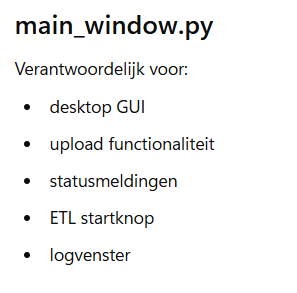 main_window.py
Verantwoordelijk voor:
• desktop GUI
• upload functionaliteit
• statusmeldingen
• ETL startknop
• logvenster